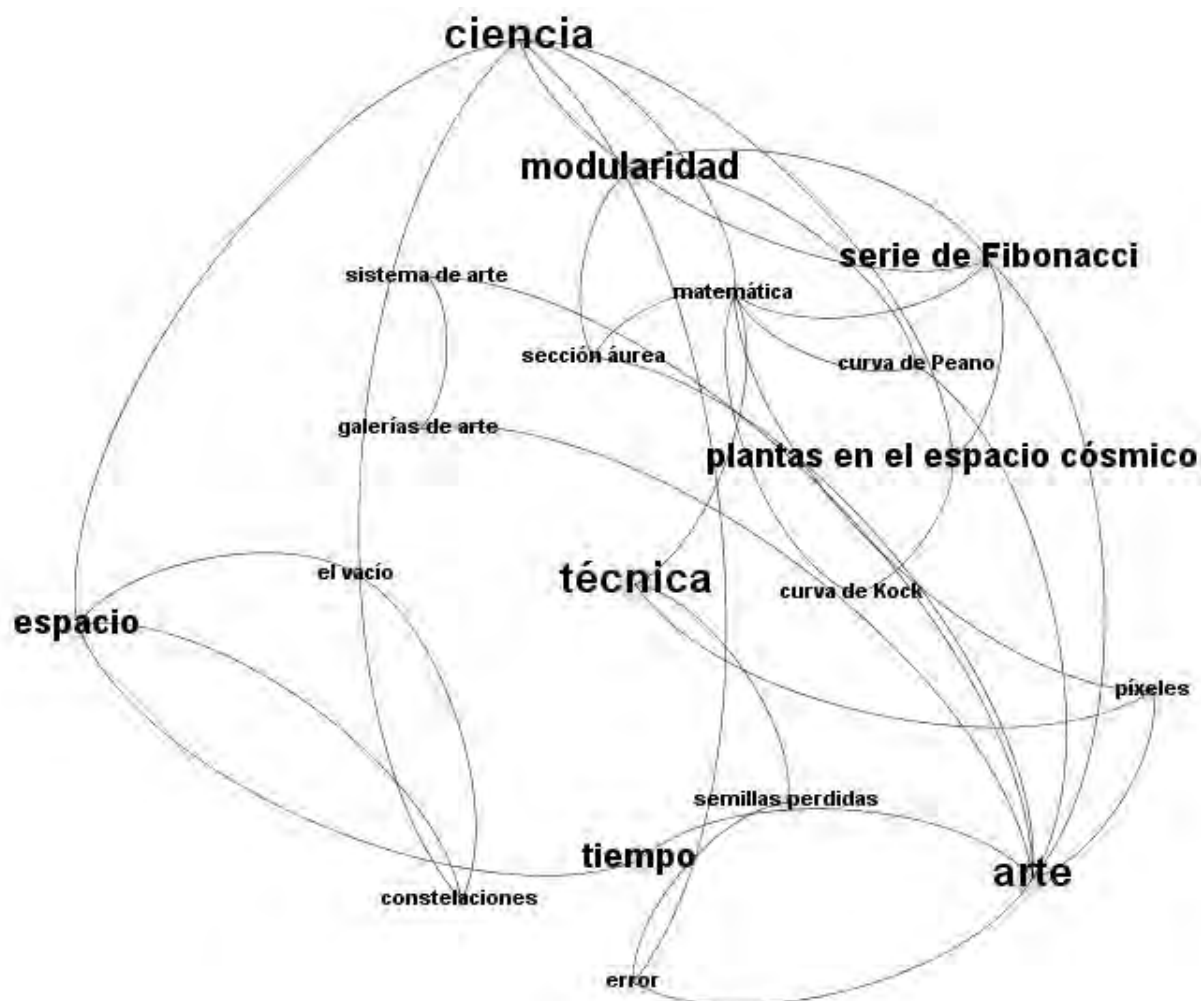 ciencia
modularidad
serie de Fibonacci
sistema de arte
matemática
sección áurea
curva de Peano
galerías de arte
plantas en el espacio cósmico
el vacío
técnica
curva de Kock
espacio
píxeles
semillas perdidas
tiempo
arte
constelaciones
error